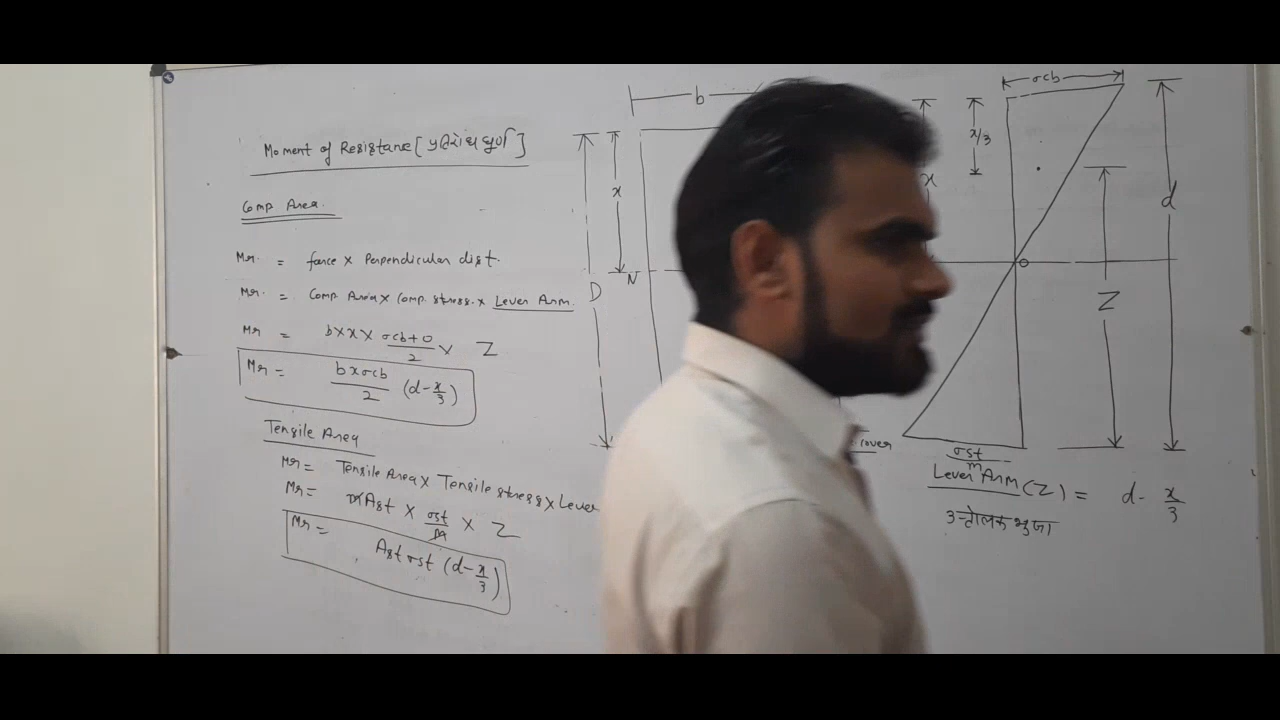 Moment of Resistance [प्रतिरोध घूर्ण]
Comp Area.
Mr. = force x Perpendicular dist.
Mr. = Comp Area x Comp. stress. x Lever Arm.
Mr = b x x x σcb+0/2 x Z
Mr = b x σcb/2 (d-x/3)
Tensile Area
Mr = Tensile Area x Tensile stress x Lever
Mr = mAst x σst/m x Z
Mr = Ast σst (d-x/3)
b
x
D
N
x
x/3
σcb
d
o
Z
cover
σst/m
Lever Arm (Z) = d - x/3
उत्तोलक भुजा